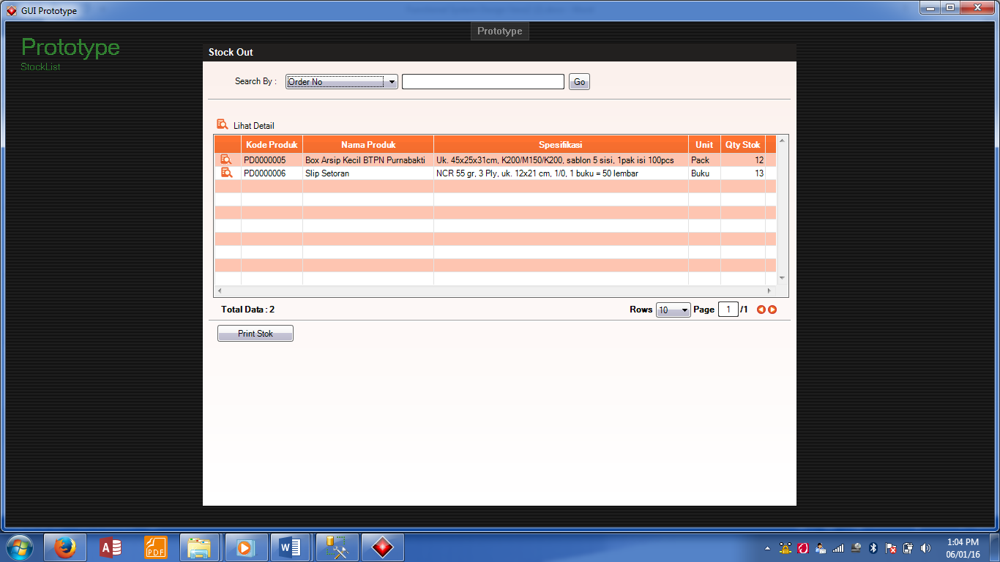 GUI Prototype
Prototype
Prototype
StockList
Stock Out
Search By : Order No Go
Lihat Detail
Kode Produk Nama Produk Spesifikasi Unit Qty Stok
PD0000005 Box Arsip Kecil BTPN Purnabakti Uk. 45x25x31cm, K200/M150/K200, sablon 5 sisi, 1pak isi 100pcs Pack 12
PD0000006 Slip Setoran NCR 55 gr, 3 Ply, uk. 12x21 cm, 1/0, 1 buku = 50 lembar Buku 13
Total Data : 2 Rows 10 Page 1 /1
Print Stok
PDF
1:04 PM
06/01/16